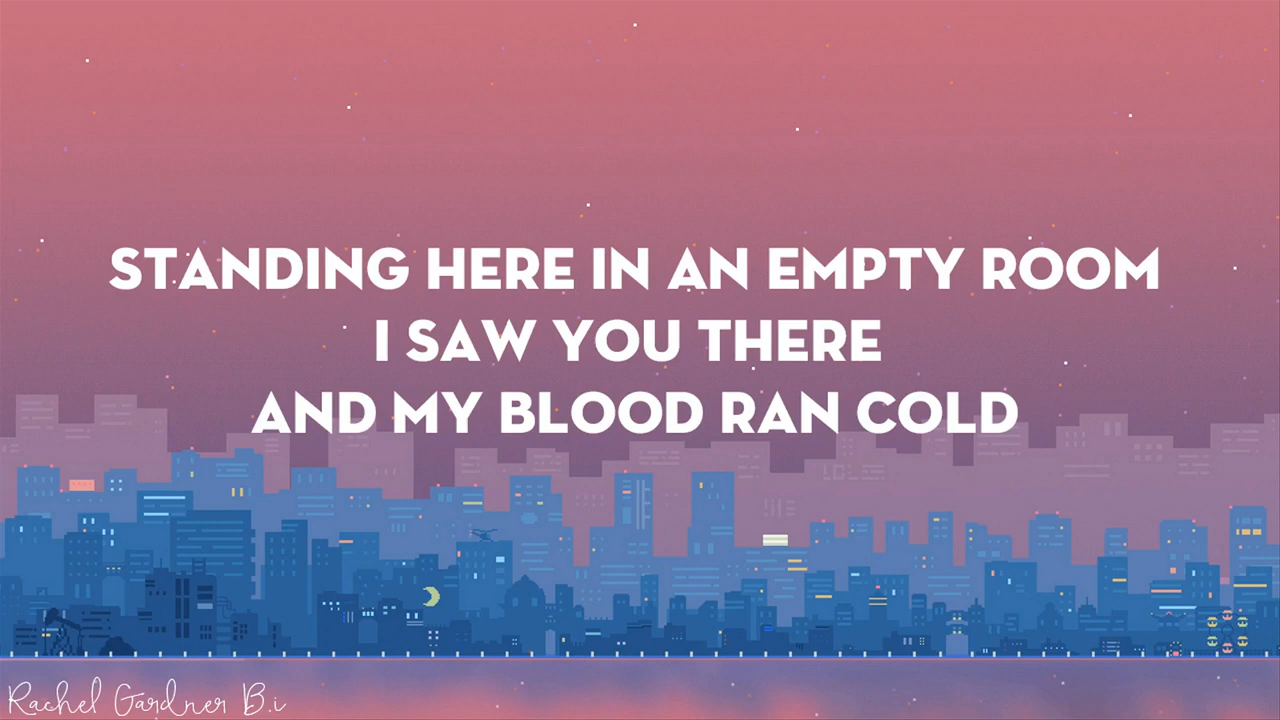 STANDING HERE IN AN EMPTY ROOM
I SAW YOU THERE
AND MY BLOOD RAN COLD
Rachel Gardner B.i